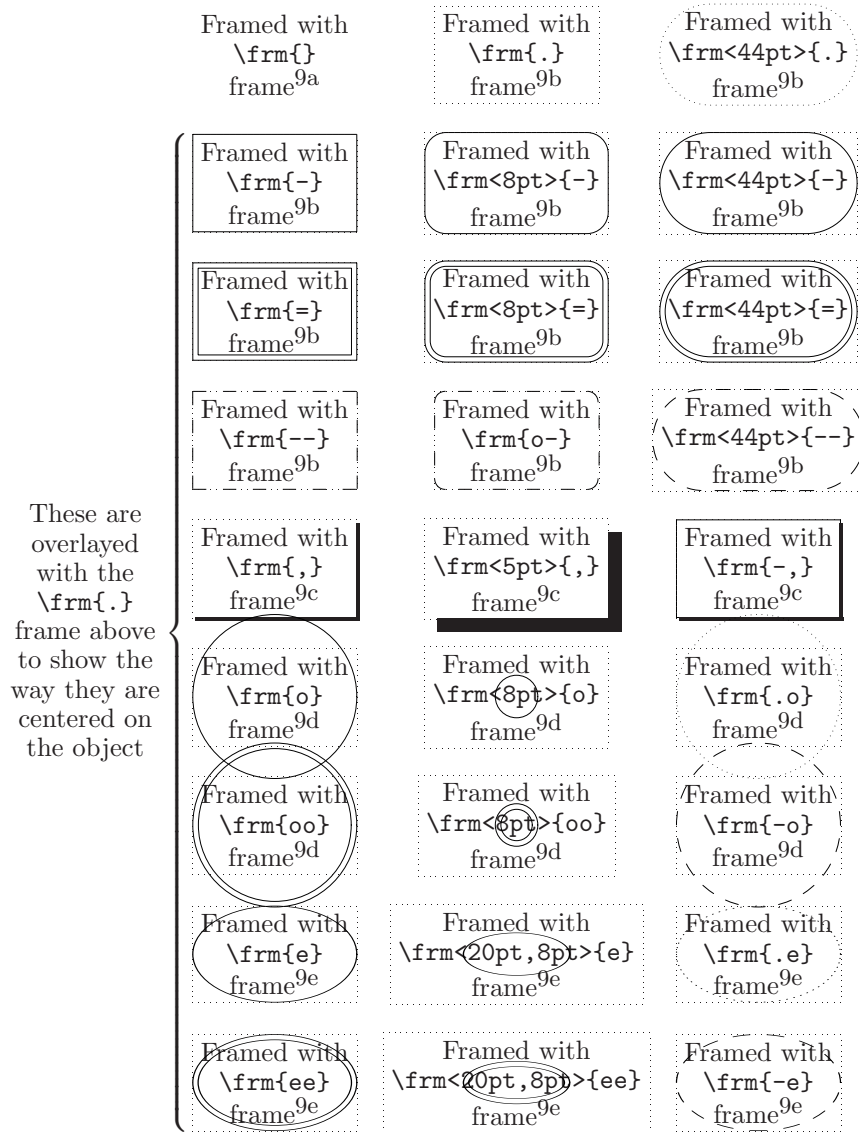 Framed with
\frm{}
frame9a
Framed with
\frm{.}
frame9b
Framed with
\frm<44pt>{.}
frame9b
These are
overlayed
with the
\frm{.}
frame above
to show the
way they are
centered on
the object
Framed with
\frm{-}
frame9b
Framed with
\frm<8pt>{-}
frame9b
Framed with
\frm<44pt>{-}
frame9b
Framed with
\frm{=}
frame9b
Framed with
\frm<8pt>{=}
frame9b
Framed with
\frm<44pt>{=}
frame9b
Framed with
\frm{--}
frame9b
Framed with
\frm{o-}
frame9b
Framed with
\frm<44pt>{--}
frame9b
Framed with
\frm{,}
frame9c
Framed with
\frm<5pt>{,}
frame9c
Framed with
\frm{-,}
frame9c
Framed with
\frm{o}
frame9d
Framed with
\frm<8pt>{o}
frame9d
Framed with
\frm{.o}
frame9d
Framed with
\frm{oo}
frame9d
Framed with
\frm<8pt>{oo}
frame9d
Framed with
\frm{-o}
frame9d
Framed with
\frm{e}
frame9e
Framed with
\frm<20pt,8pt>{e}
frame9e
Framed with
\frm{.e}
frame9e
Framed with
\frm{ee}
frame9e
Framed with
\frm<20pt,8pt>{ee}
frame9e
Framed with
\frm{-e}
frame9e